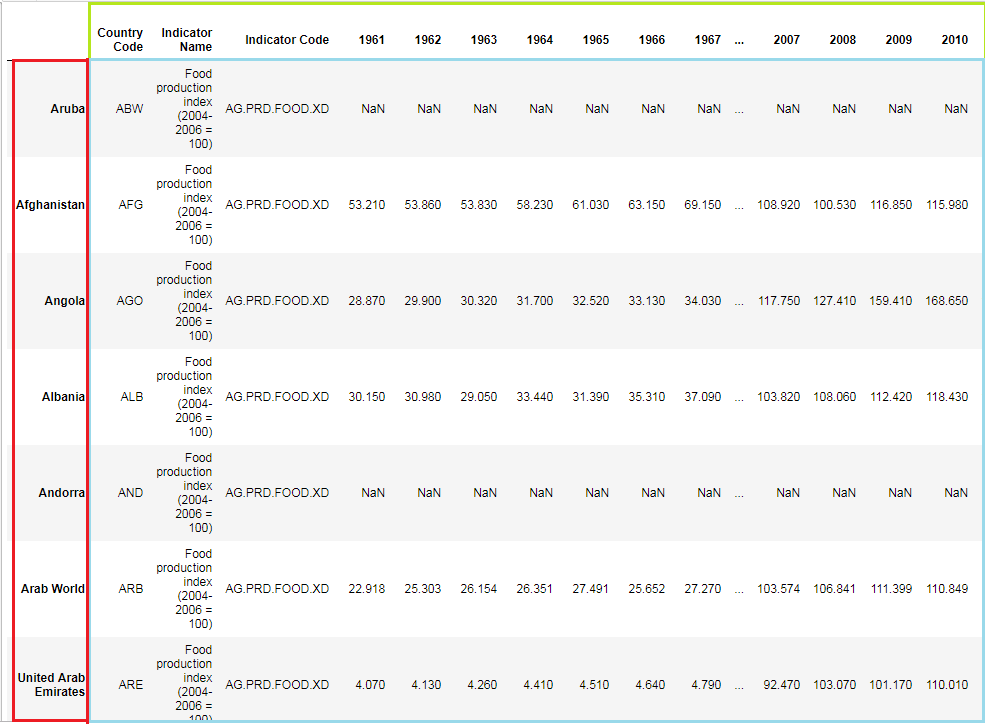 Country Code Indicator Name Indicator Code 1961 1962 1963 1964 1965 1966 1967 ... 2007 2008 2009 2010
Aruba ABW Food production index (2004-2006 = 100) AG.PRD.FOOD.XD NaN NaN NaN NaN NaN NaN NaN ... NaN NaN NaN NaN
Afghanistan AFG Food production index (2004-2006 = 100) AG.PRD.FOOD.XD 53.210 53.860 53.830 58.230 61.030 63.150 69.150 ... 108.920 100.530 116.850 115.980
Angola AGO Food production index (2004-2006 = 100) AG.PRD.FOOD.XD 28.870 29.900 30.320 31.700 32.520 33.130 34.030 ... 117.750 127.410 159.410 168.650
Albania ALB Food production index (2004-2006 = 100) AG.PRD.FOOD.XD 30.150 30.980 29.050 33.440 31.390 35.310 37.090 ... 103.820 108.060 112.420 118.430
Andorra AND Food production index (2004-2006 = 100) AG.PRD.FOOD.XD NaN NaN NaN NaN NaN NaN NaN ... NaN NaN NaN NaN
Arab World ARB Food production index (2004-2006 = 100) AG.PRD.FOOD.XD 22.918 25.303 26.154 26.351 27.491 25.652 27.270 ... 103.574 106.841 111.399 110.849
United Arab Emirates ARE Food production index (2004-2006 = 100) AG.PRD.FOOD.XD 4.070 4.130 4.260 4.410 4.510 4.640 4.790 ... 92.470 103.070 101.170 110.010